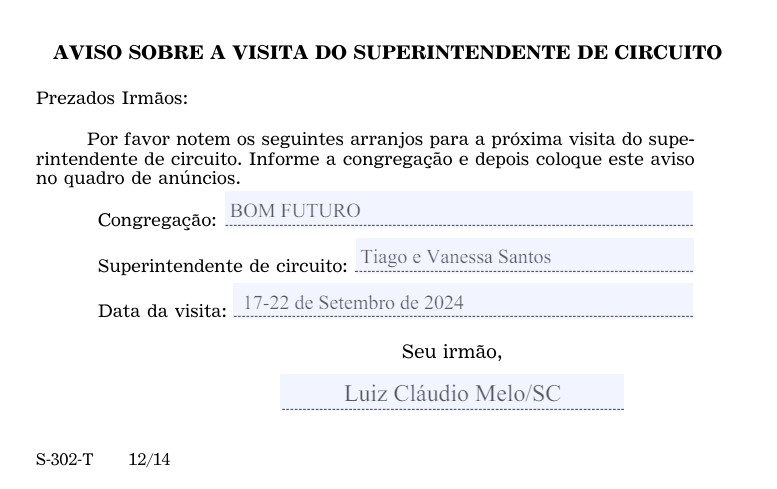 AVISO SOBRE A VISITA DO SUPERINTENDENTE DE CIRCUITO
Prezados Irmãos:
Por favor notem os seguintes arranjos para a próxima visita do supe-
rintendente de circuito. Informe a congregação e depois coloque este aviso
no quadro de anúncios.
Congregação: BOM FUTURO
Superintendente de circuito: Tiago e Vanessa Santos
Data da visita: 17-22 de Setembro de 2024
Seu irmão,
Luiz Cláudio Melo/SC
S-302-T 12/14